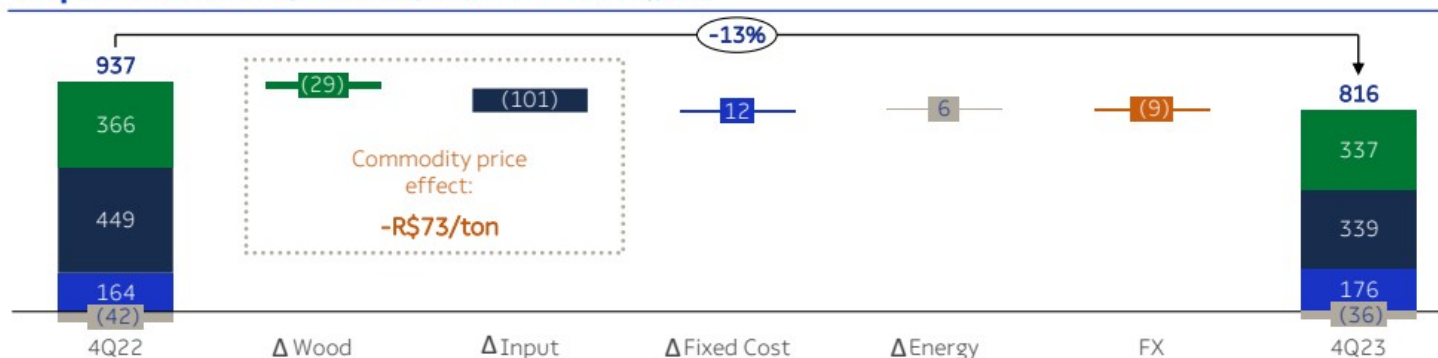 -13%
937
366
449
164
(42)
(29)
(101)
Commodity price
effect:
-R$73/ton
12
6
(9)
816
337
339
176
(36)
4Q22
Δ Wood
Δ Input
Δ Fixed Cost
Δ Energy
FX
4Q23